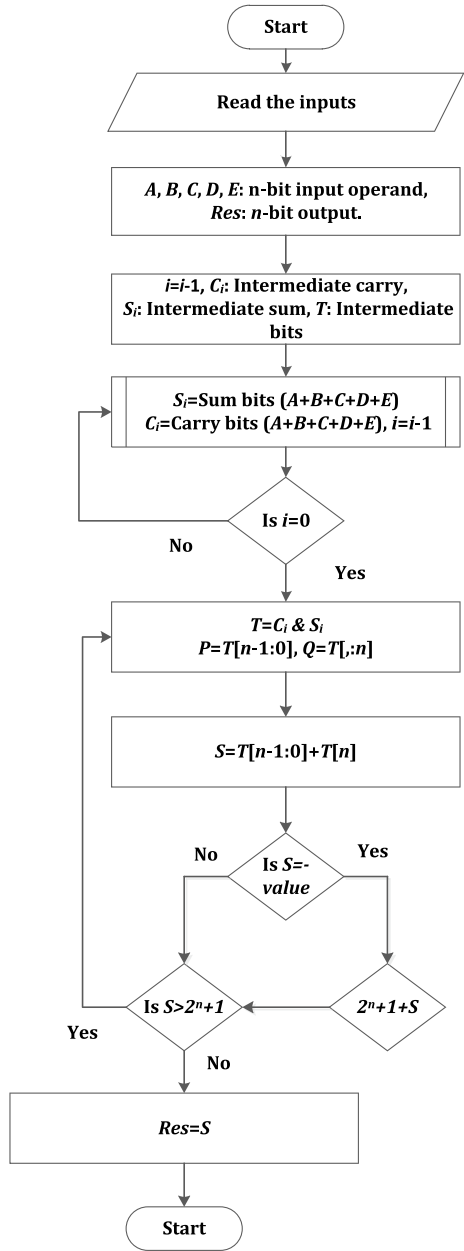 Start
Read the inputs
A, B, C, D, E: n-bit input operand,
Res: n-bit output.
i=i-1, Cᵢ: Intermediate carry,
Sᵢ: Intermediate sum, T: Intermediate
bits
Sᵢ=Sum bits (A+B+C+D+E)
Cᵢ=Carry bits (A+B+C+D+E), i=i-1
Is i=0
No
Yes
T=Cᵢ & Sᵢ
P=T[n-1:0], Q=T[,:n]
S=T[n-1:0]+T[n]
Is S=-
value
No
Yes
Is S>2ⁿ+1
2ⁿ+1+S
Yes
No
Res=S
Start